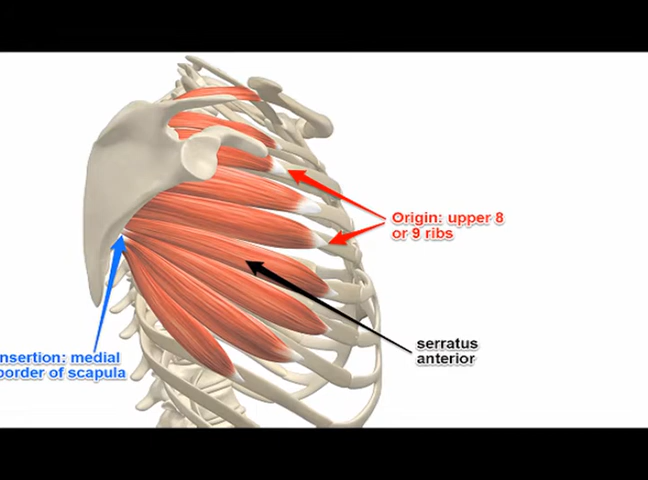 Origin: upper 8
or 9 ribs
serratus
anterior
nsertion: medial
border of scapula